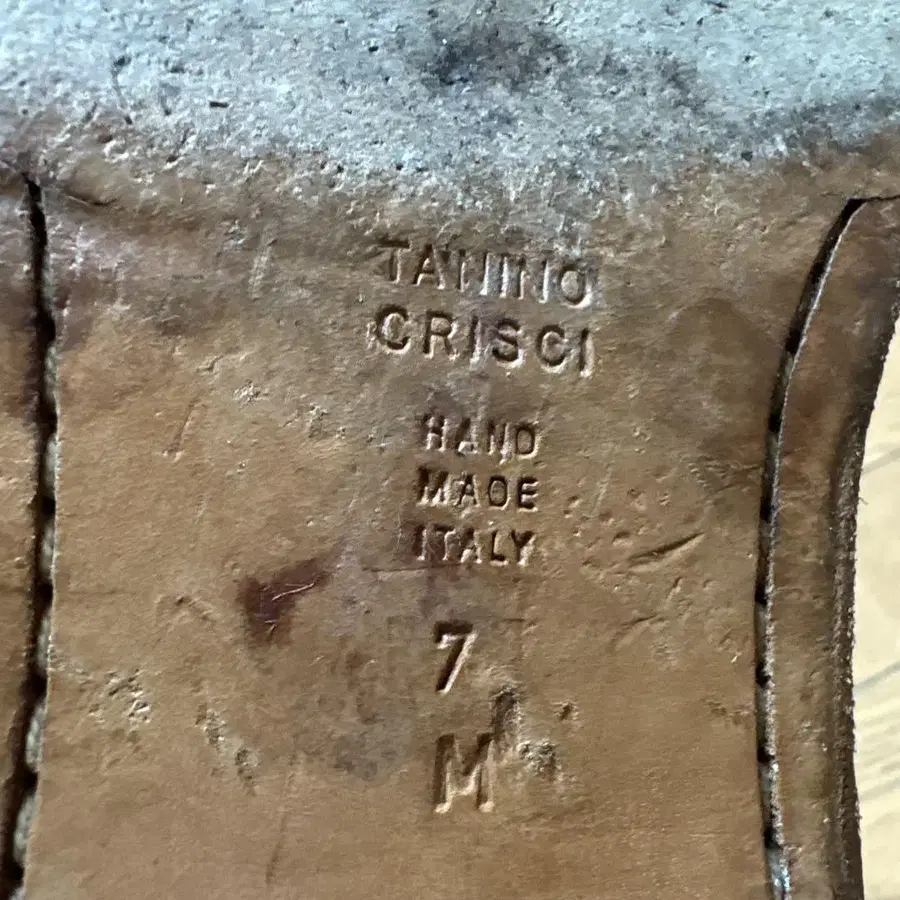 TANINO
CRISCI
HAND
MADE
ITALY
7
M